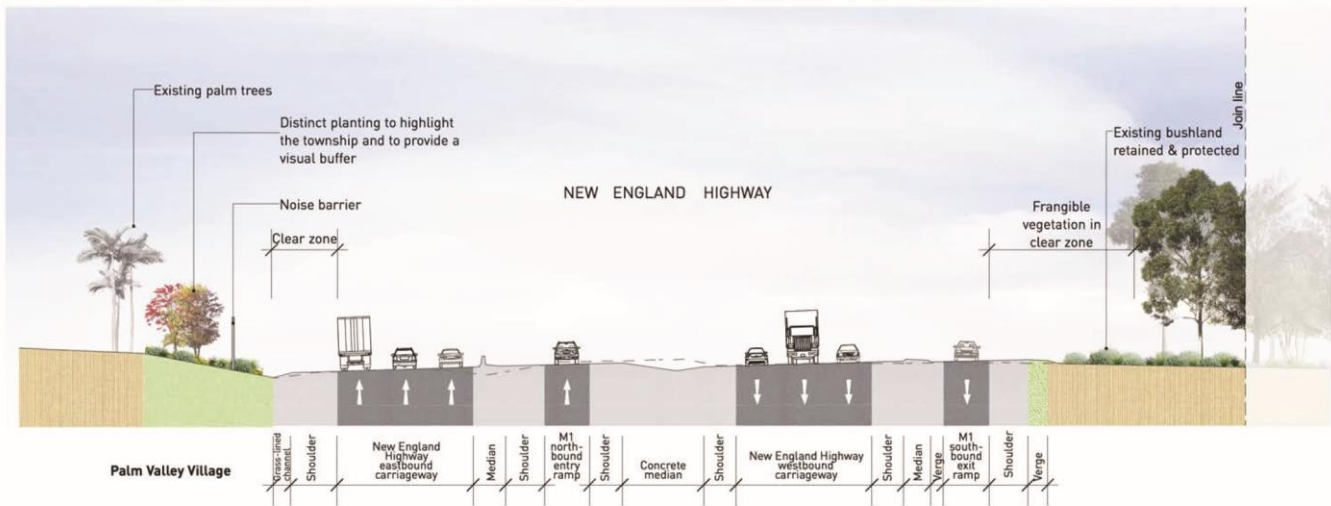 Existing palm trees
Distinct planting to highlight
the township and to provide a
visual buffer
Noise barrier
Clear zone
NEW ENGLAND HIGHWAY
Frangible
vegetation in
clear zone
Existing bushland
retained & protected
Join line
Palm Valley Village
Grass-lined
channel
Shoulder
New England
Highway
eastbound
carriageway
Median
Shoulder
M1
north-
bound
entry
ramp
Shoulder
Concrete
median
Shoulder
New England Highway
westbound
carriageway
Shoulder
Median
Verge
M1
south-
bound
exit
ramp
Shoulder
Verge